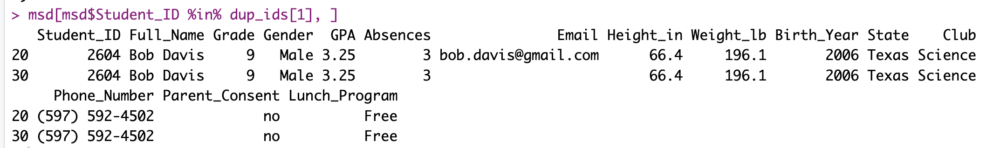 > msd[msd$Student_ID %in% dup_ids[1], ]
   Student_ID Full_Name Grade Gender  GPA Absences               Email Height_in Weight_lb Birth_Year State    Club
20       2604 Bob Davis     9   Male 3.25        3 bob.davis@gmail.com      66.4     196.1       2006 Texas Science
30       2604 Bob Davis     9   Male 3.25        3                          66.4     196.1       2006 Texas Science
     Phone_Number Parent_Consent Lunch_Program
20 (597) 592-4502             no          Free
30 (597) 592-4502             no          Free